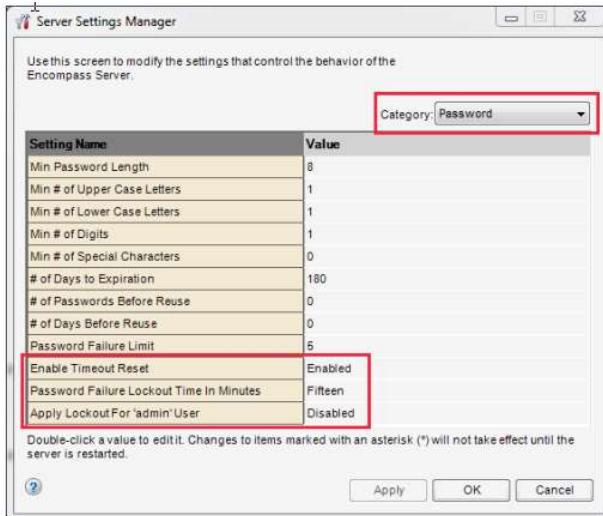 Server Settings Manager
Use this screen to modify the settings that control the behavior of the
Encompass Server.
Category: Password
Setting Name Value
Min Password Length 8
Min # of Upper Case Letters 1
Min # of Lower Case Letters 1
Min # of Digits 1
Min # of Special Characters 0
# of Days to Expiration 180
# of Passwords Before Reuse 0
# of Days Before Reuse 0
Password Failure Limit 5
Enable Timeout Reset Enabled
Password Failure Lockout Time In Minutes Fifteen
Apply Lockout For 'admin' User Disabled
Double-click a value to edit it. Changes to items marked with an asterisk (*) will not take effect until the
server is restarted.
? Apply OK Cancel